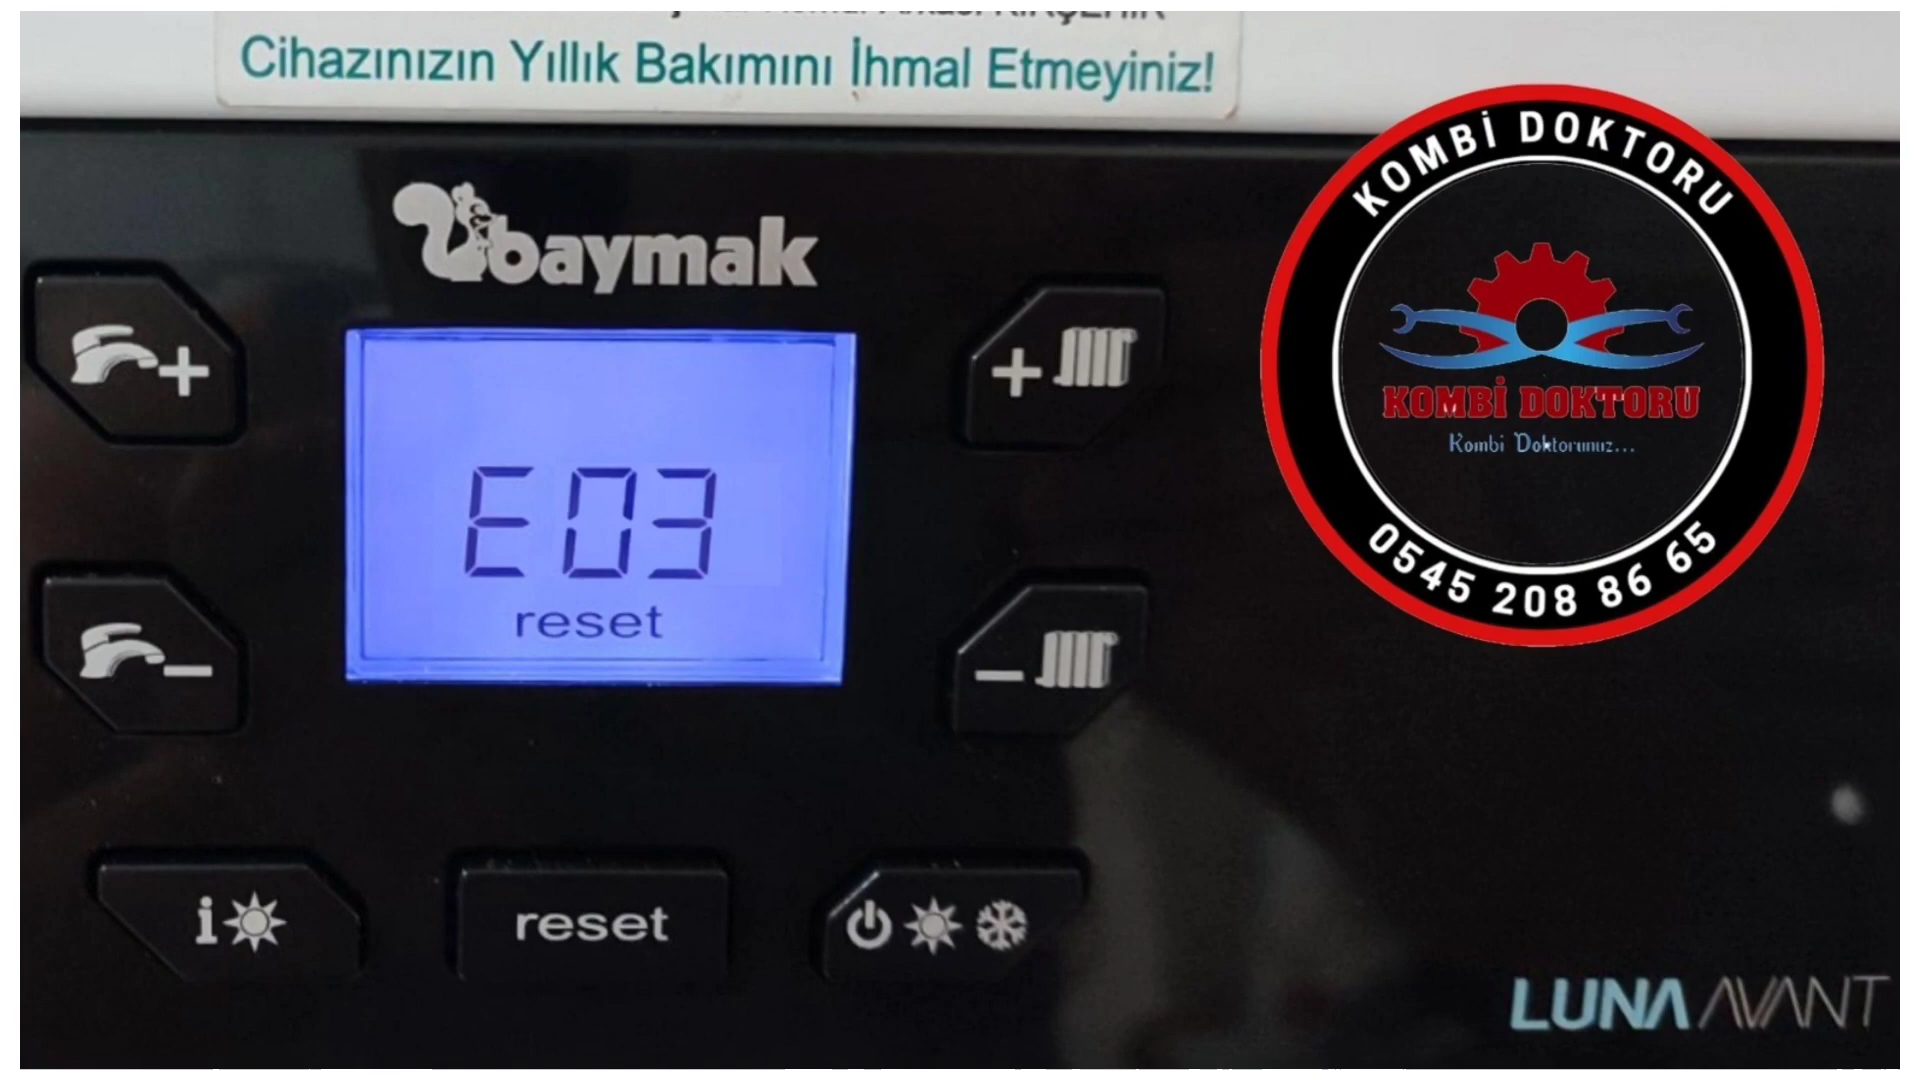 KIRŞEHİR
Cihazınızın Yıllık Bakımını İhmal Etmeyiniz!
baymak
E03
reset
i
reset
KOMBİ DOKTORU
KOMBİ DOKTORU
Kombi Doktorunuz...
0545 208 86 65
LUNA AVANT